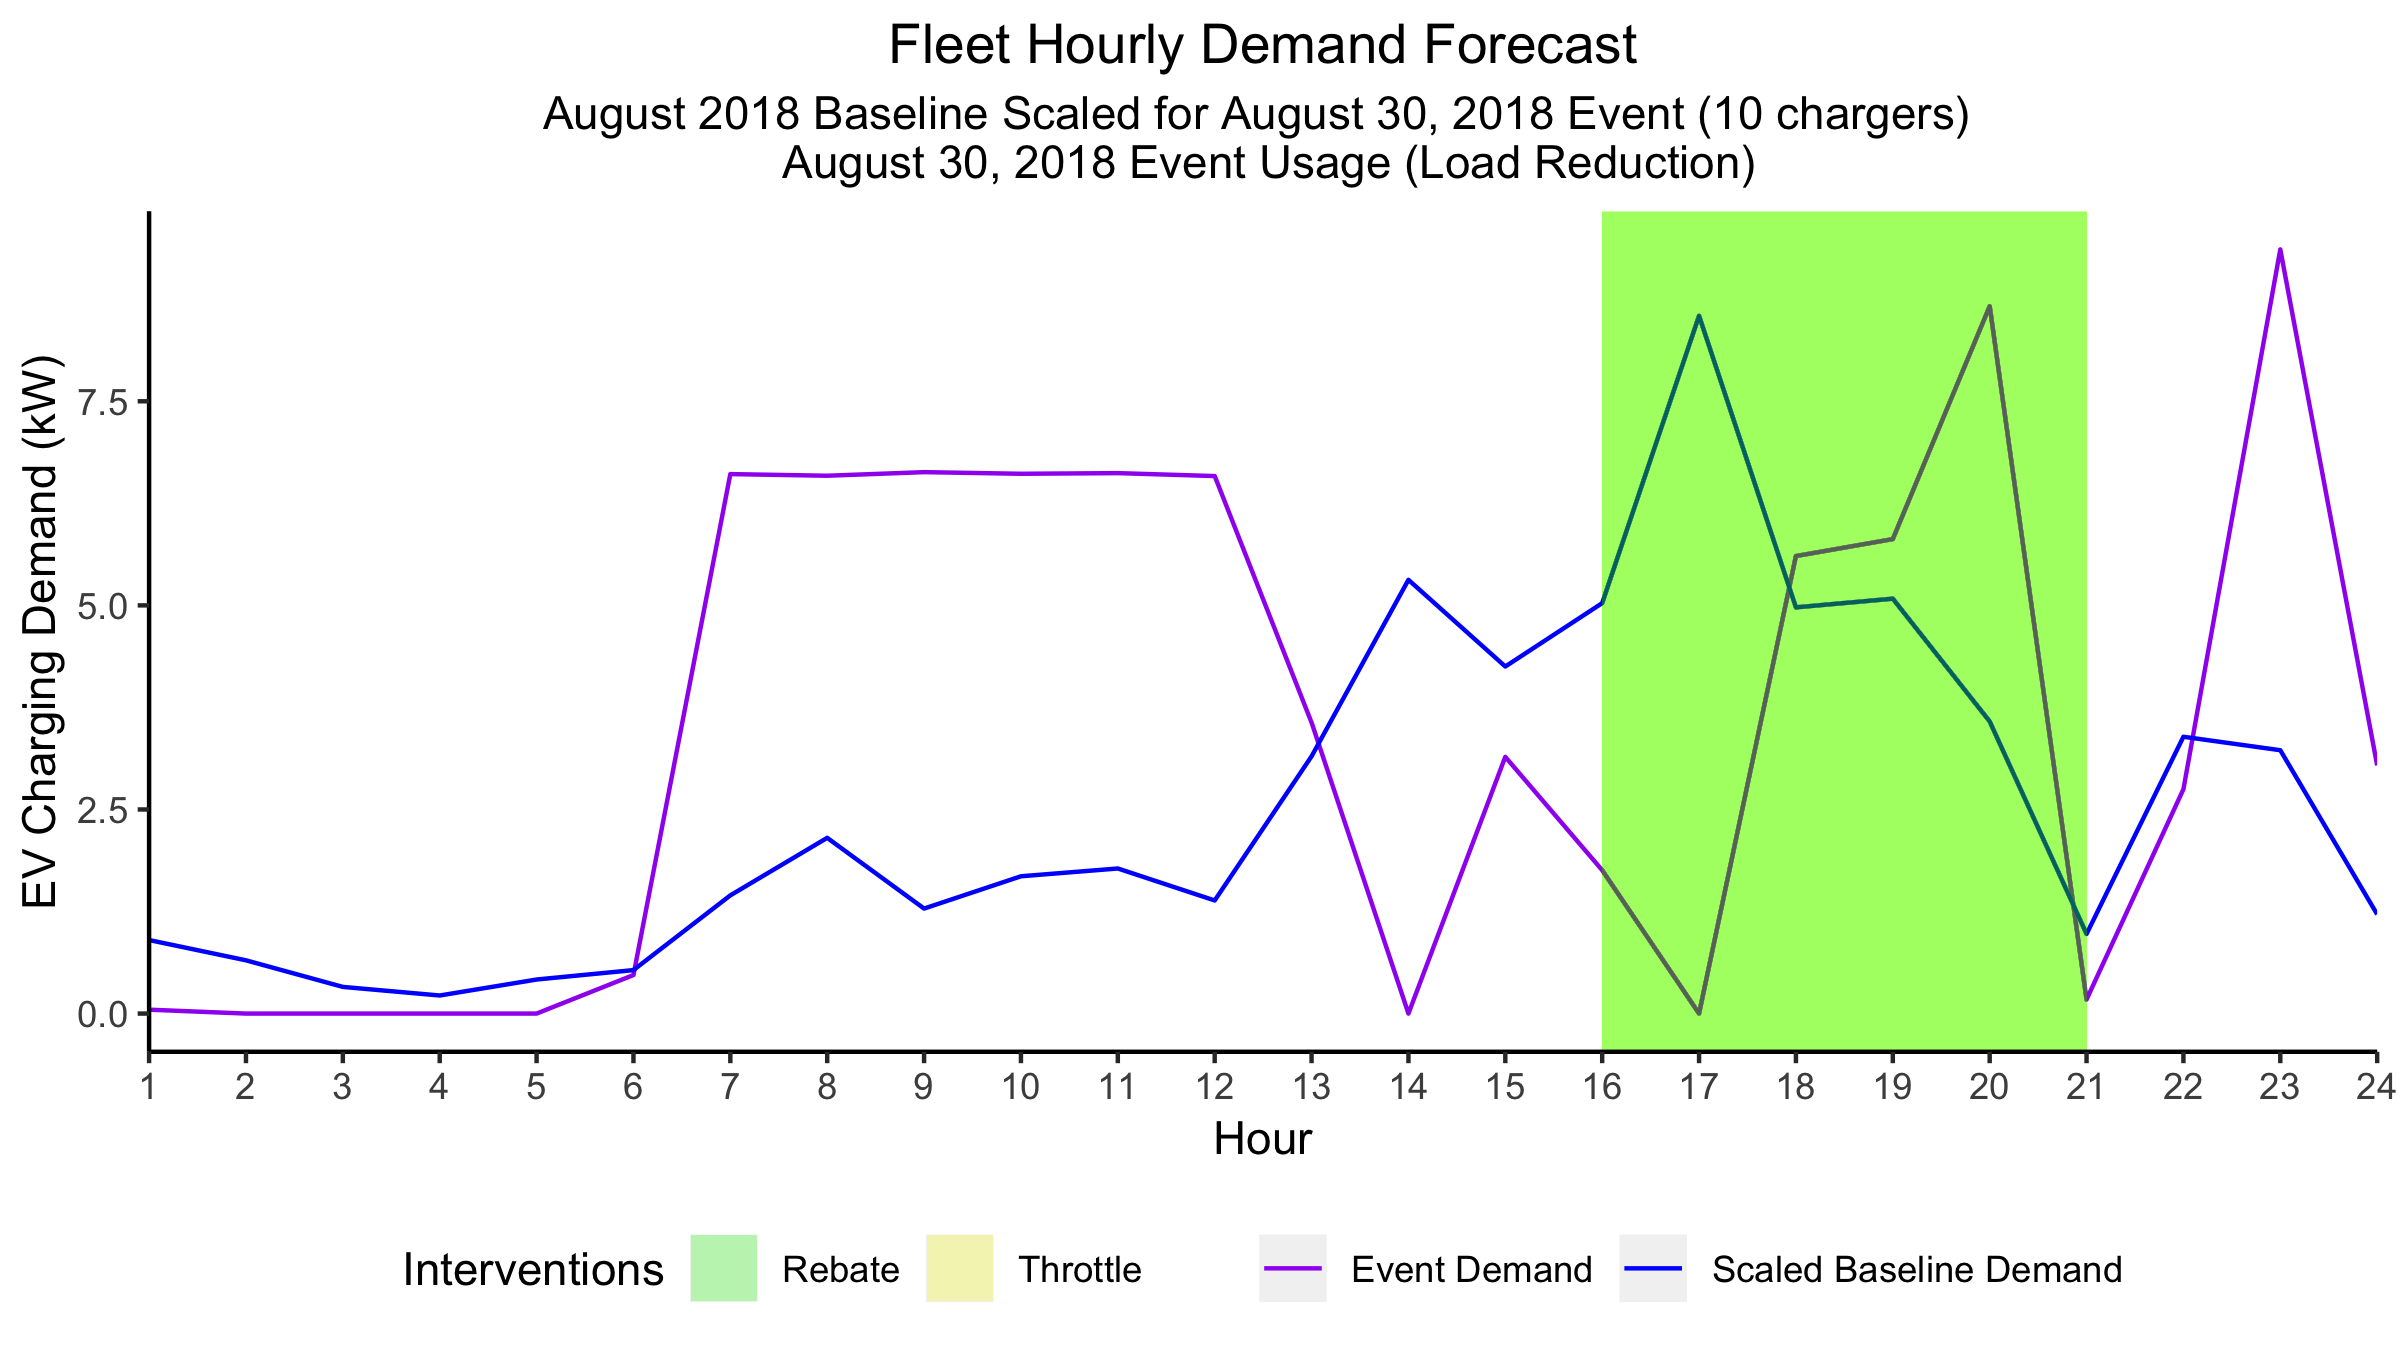 Fleet Hourly Demand Forecast
August 2018 Baseline Scaled for August 30, 2018 Event (10 chargers)
August 30, 2018 Event Usage (Load Reduction)
EV Charging Demand (kW)
7.5
5.0
2.5
0.0
1 2 3 4 5 6 7 8 9 10 11 12 13 14 15 16 17 18 19 20 21 22 23 24
Hour
Interventions Rebate Throttle Event Demand Scaled Baseline Demand